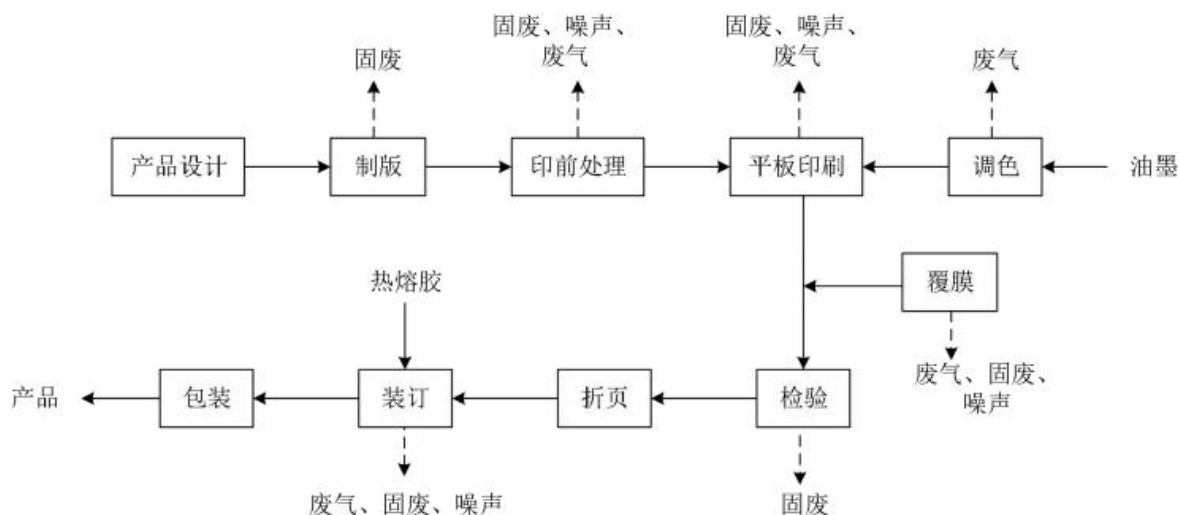 固废
固废、噪声、
废气
固废、噪声、
废气
废气
产品设计
制版
印前处理
平板印刷
调色
油墨
热熔胶
覆膜
废气、固废、
噪声
产品
包装
装订
折页
检验
废气、固废、噪声
固废